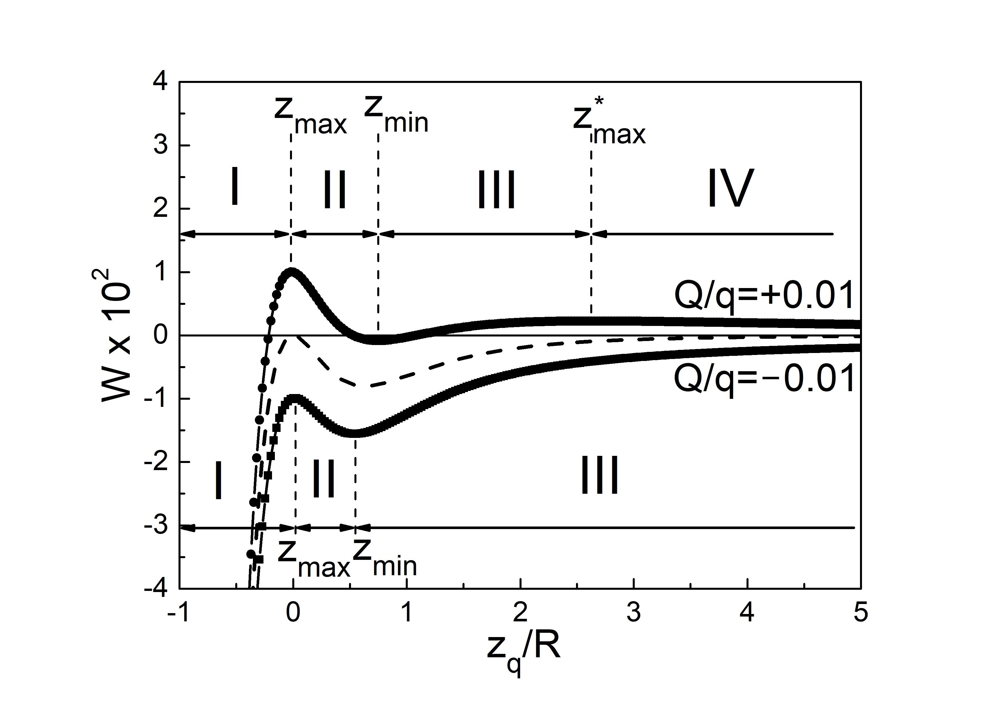 4
3
2
1
0
-1
-2
-3
-4
W x 10²
z_max
z_min
z*_max
I
II
III
IV
Q/q=+0.01
Q/q=−0.01
I
II
III
z_max
z_min
-1
0
1
2
3
4
5
z_q/R